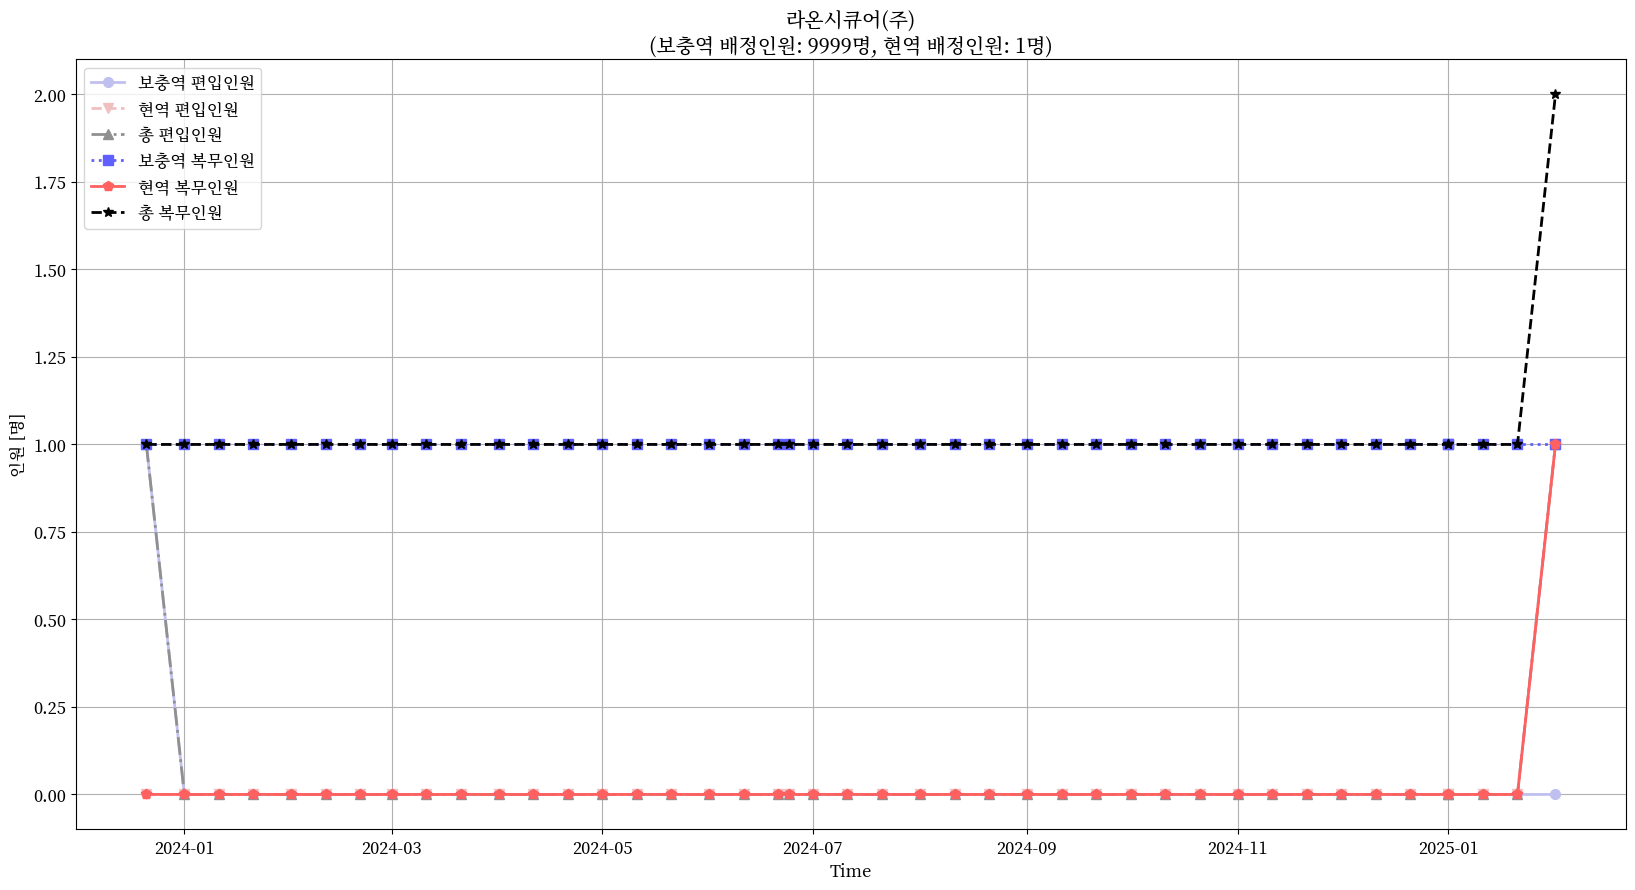 라온시큐어(주)
(보충역 배정인원: 9999명, 현역 배정인원: 1명)
보충역 편입인원
현역 편입인원
총 편입인원
보충역 복무인원
현역 복무인원
총 복무인원
2.00
1.75
1.50
1.25
1.00
0.75
0.50
0.25
0.00
인원 [명]
2024-01 2024-03 2024-05 2024-07 2024-09 2024-11 2025-01
Time